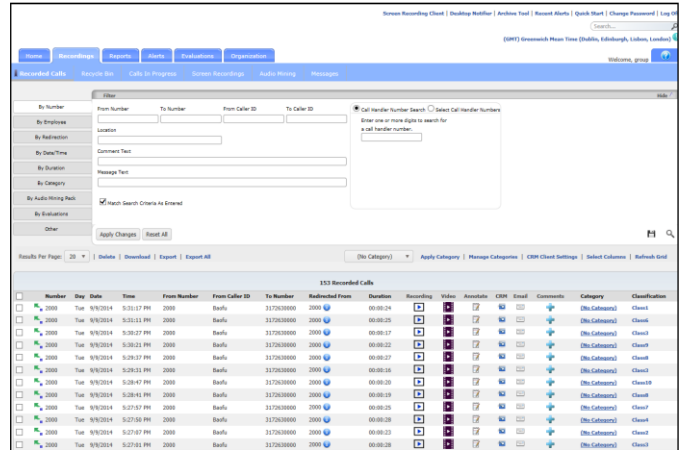 Screen Recording Client | Desktop Notifier | Archive Tool | Recent Alerts | Quick Start | Change Password | Log Of
Search...
(GMT) Greenwich Mean Time (Dublin, Edinburgh, Lisbon, London)
Home Recordings Reports Alerts Evaluations Organization
Welcome, group
Recorded Calls Recycle Bin Calls In Progress Screen Recordings Audio Mining Messages
Filter Hide
By Number
By Employee
By Redirection
By Date/Time
By Duration
By Category
By Audio Mining Pack
By Evaluations
Other
From Number To Number From Caller ID To Caller ID
Location
Comment Text
Message Text
Match Search Criteria As Entered
Call Handler Number Search Select Call Handler Numbers
Enter one or more digits to search for
a call handler number.
Apply Changes Reset All
Results Per Page: 20 | Delete | Download | Export | Export All (No Category) Apply Category | Manage Categories | CRM Client Settings | Select Columns | Refresh Grid
153 Recorded Calls
Number Day Date Time From Number From Caller ID To Number Redirected From Duration Recording Video Annotate CRM Email Comments Category Classification
2000 Tue 9/9/2014 5:31:17 PM 2000 Baofu 3172630000 2000 00:00:24 (No Category) Class1
2000 Tue 9/9/2014 5:31:11 PM 2000 Baofu 3172630000 2000 00:00:25 (No Category) Class6
2000 Tue 9/9/2014 5:30:27 PM 2000 Baofu 3172630000 2000 00:00:17 (No Category) Class3
2000 Tue 9/9/2014 5:30:21 PM 2000 Baofu 3172630000 2000 00:00:22 (No Category) Class9
2000 Tue 9/9/2014 5:29:37 PM 2000 Baofu 3172630000 2000 00:00:27 (No Category) Class8
2000 Tue 9/9/2014 5:29:31 PM 2000 Baofu 3172630000 2000 00:00:16 (No Category) Class3
2000 Tue 9/9/2014 5:28:47 PM 2000 Baofu 3172630000 2000 00:00:20 (No Category) Class10
2000 Tue 9/9/2014 5:28:41 PM 2000 Baofu 3172630000 2000 00:00:19 (No Category) Class8
2000 Tue 9/9/2014 5:27:57 PM 2000 Baofu 3172630000 2000 00:00:25 (No Category) Class7
2000 Tue 9/9/2014 5:27:50 PM 2000 Baofu 3172630000 2000 00:00:28 (No Category) Class4
2000 Tue 9/9/2014 5:27:07 PM 2000 Baofu 3172630000 2000 00:00:23 (No Category) Class3
2000 Tue 9/9/2014 5:27:01 PM 2000 Baofu 3172630000 2000 00:00:28 (No Category) Class8